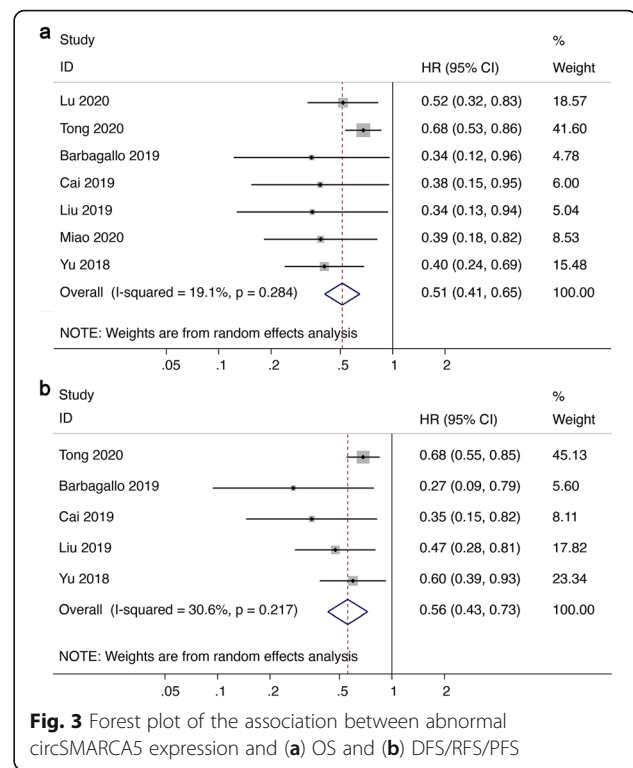 a
Study %
ID HR (95% CI) Weight
Lu 2020 0.52 (0.32, 0.83) 18.57
Tong 2020 0.68 (0.53, 0.86) 41.60
Barbagallo 2019 0.34 (0.12, 0.96) 4.78
Cai 2019 0.38 (0.15, 0.95) 6.00
Liu 2019 0.34 (0.13, 0.94) 5.04
Miao 2020 0.39 (0.18, 0.82) 8.53
Yu 2018 0.40 (0.24, 0.69) 15.48
Overall (I-squared = 19.1%, p = 0.284) 0.51 (0.41, 0.65) 100.00
NOTE: Weights are from random effects analysis
.05 .1 .2 .5 1 2
b
Study %
ID HR (95% CI) Weight
Tong 2020 0.68 (0.55, 0.85) 45.13
Barbagallo 2019 0.27 (0.09, 0.79) 5.60
Cai 2019 0.35 (0.15, 0.82) 8.11
Liu 2019 0.47 (0.28, 0.81) 17.82
Yu 2018 0.60 (0.39, 0.93) 23.34
Overall (I-squared = 30.6%, p = 0.217) 0.56 (0.43, 0.73) 100.00
NOTE: Weights are from random effects analysis
.05 .1 .2 .5 1 2
Fig. 3 Forest plot of the association between abnormal
circSMARCA5 expression and (a) OS and (b) DFS/RFS/PFS